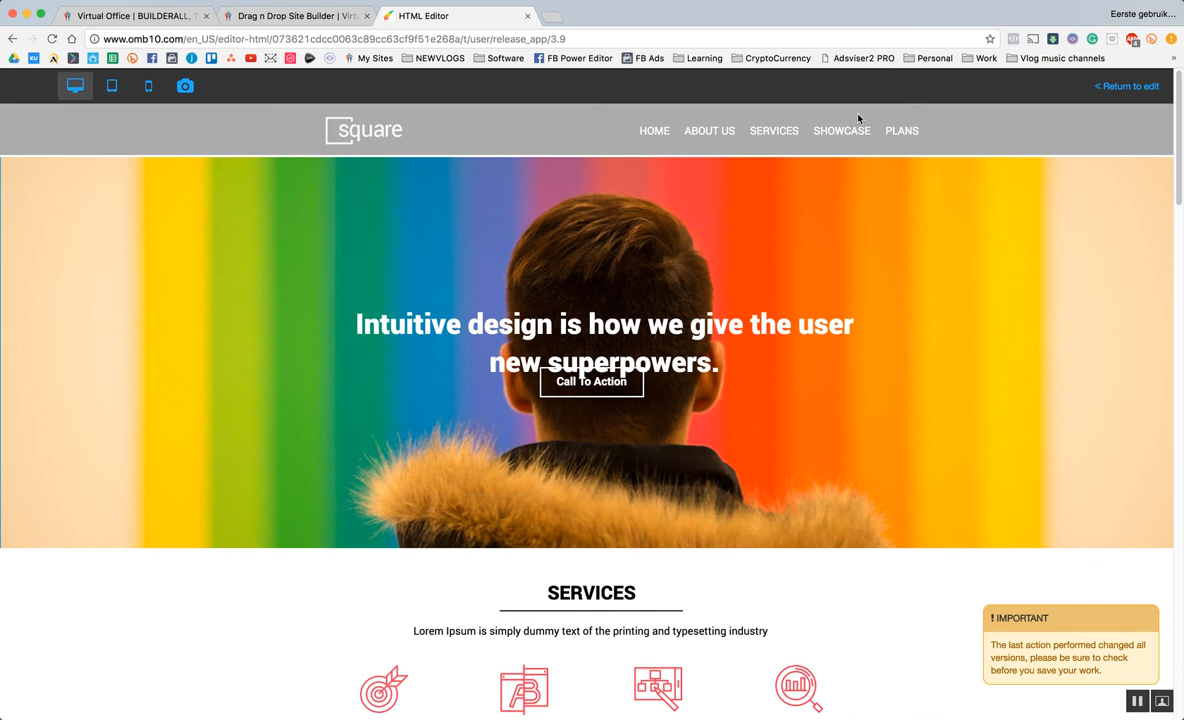 Virtual Office | BUILDERALL, T
Drag n Drop Site Builder | Virtu
HTML Editor
Eerste gebruik...
www.omb10.com/en_US/editor-html/073621cdcc0063c89cc63cf9f51e268a/t/user/release_app/3.9
My Sites
NEWVLOGS
Software
FB Power Editor
FB Ads
Learning
CryptoCurrency
Adsviser2 PRO
Personal
Work
Vlog music channels
»
« Return to edit
square
HOME
ABOUT US
SERVICES
SHOWCASE
PLANS
Intuitive design is how we give the user
new superpowers.
Call To Action
SERVICES
Lorem Ipsum is simply dummy text of the printing and typesetting industry
! IMPORTANT
The last action performed changed all
versions, please be sure to check
before you save your work.